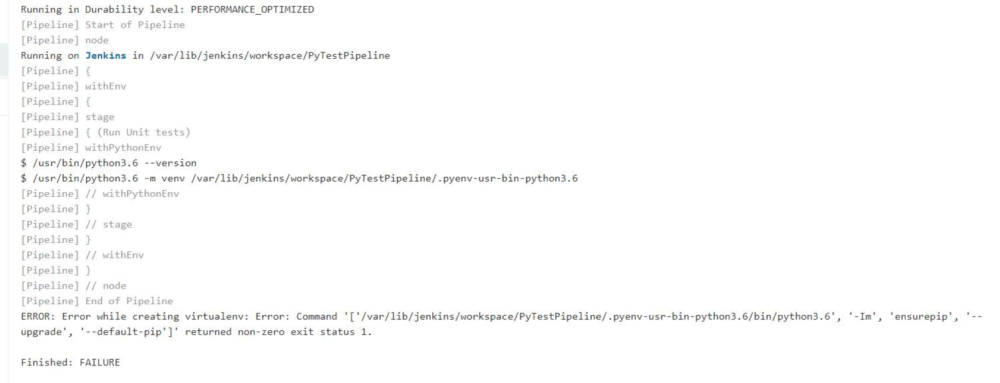 Running in Durability level: PERFORMANCE_OPTIMIZED
[Pipeline] Start of Pipeline
[Pipeline] node
Running on Jenkins in /var/lib/jenkins/workspace/PyTestPipeline
[Pipeline] {
[Pipeline] withEnv
[Pipeline] {
[Pipeline] stage
[Pipeline] { (Run Unit tests)
[Pipeline] withPythonEnv
$ /usr/bin/python3.6 --version
$ /usr/bin/python3.6 -m venv /var/lib/jenkins/workspace/PyTestPipeline/.pyenv-usr-bin-python3.6
[Pipeline] // withPythonEnv
[Pipeline] }
[Pipeline] // stage
[Pipeline] }
[Pipeline] // withEnv
[Pipeline] }
[Pipeline] // node
[Pipeline] End of Pipeline
ERROR: Error while creating virtualenv: Error: Command '['/var/lib/jenkins/workspace/PyTestPipeline/.pyenv-usr-bin-python3.6/bin/python3.6', '-Im', 'ensurepip', '--
upgrade', '--default-pip']' returned non-zero exit status 1.
Finished: FAILURE